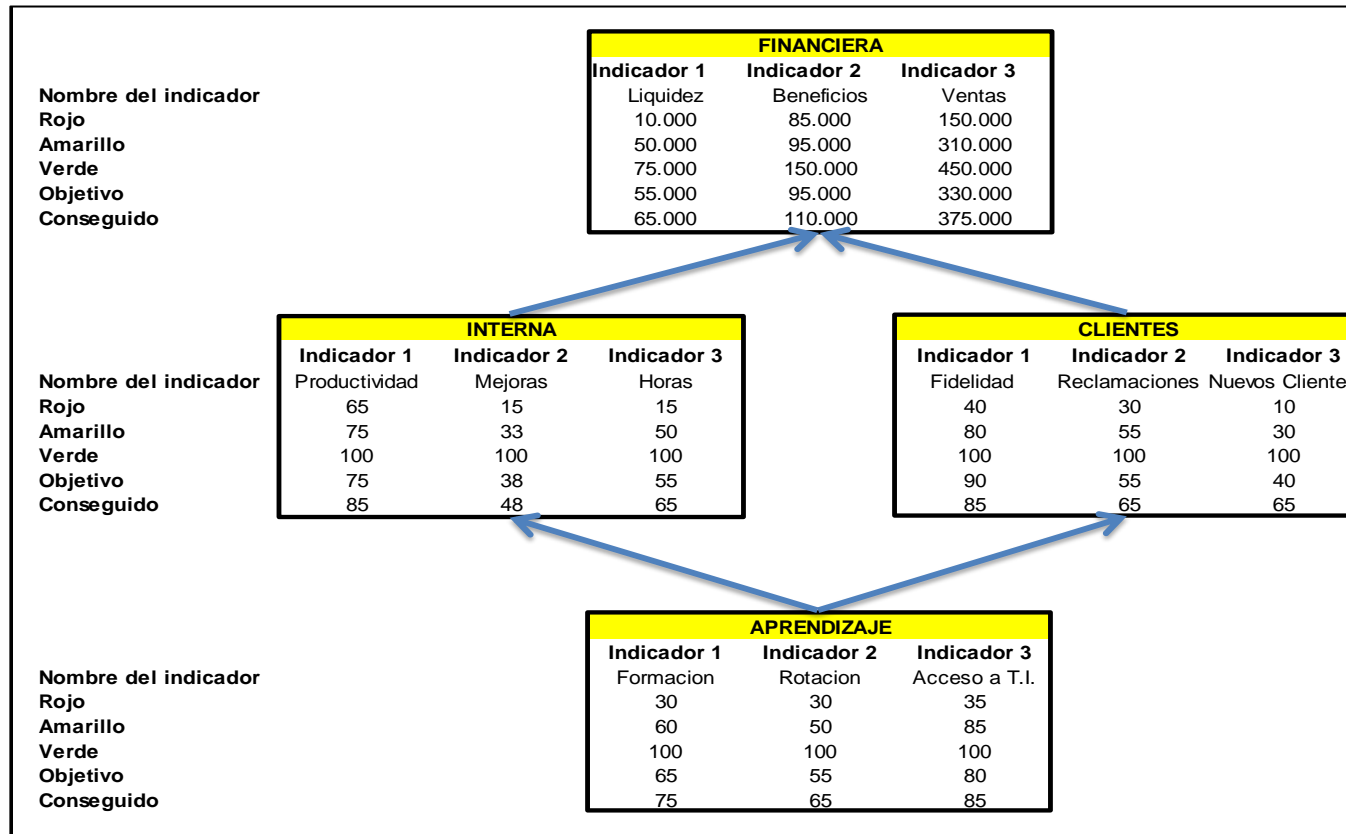 FINANCIERA
Indicador 1 Indicador 2 Indicador 3
Nombre del indicador Liquidez Beneficios Ventas
Rojo 10.000 85.000 150.000
Amarillo 50.000 95.000 310.000
Verde 75.000 150.000 450.000
Objetivo 55.000 95.000 330.000
Conseguido 65.000 110.000 375.000
INTERNA CLIENTES
Indicador 1 Indicador 2 Indicador 3 Indicador 1 Indicador 2 Indicador 3
Nombre del indicador Productividad Mejoras Horas Fidelidad Reclamaciones Nuevos Cliente
Rojo 65 15 15 40 30 10
Amarillo 75 33 50 80 55 30
Verde 100 100 100 100 100 100
Objetivo 75 38 55 90 55 40
Conseguido 85 48 65 85 65 65
APRENDIZAJE
Indicador 1 Indicador 2 Indicador 3
Nombre del indicador Formacion Rotacion Acceso a T.I.
Rojo 30 30 35
Amarillo 60 50 85
Verde 100 100 100
Objetivo 65 55 80
Conseguido 75 65 85